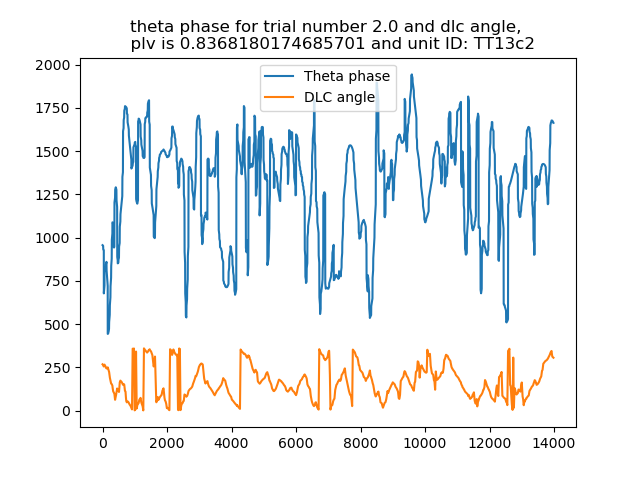 theta phase for trial number 2.0 and dlc angle,
plv is 0.8368180174685701 and unit ID: TT13c2
Theta phase
DLC angle
2000
1750
1500
1250
1000
750
500
250
0
0 2000 4000 6000 8000 10000 12000 14000